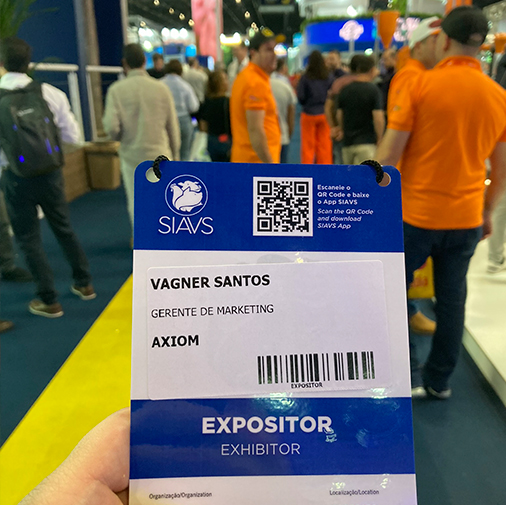 SIAVS
Escaneie o
QR Code e baixe
o App SIAVS
Scan the QR Code
and download
SIAVS App
VAGNER SANTOS
GERENTE DE MARKETING
AXIOM
EXPOSITOR
EXPOSITOR
EXHIBITOR
Organização/Organization
Localização/Location